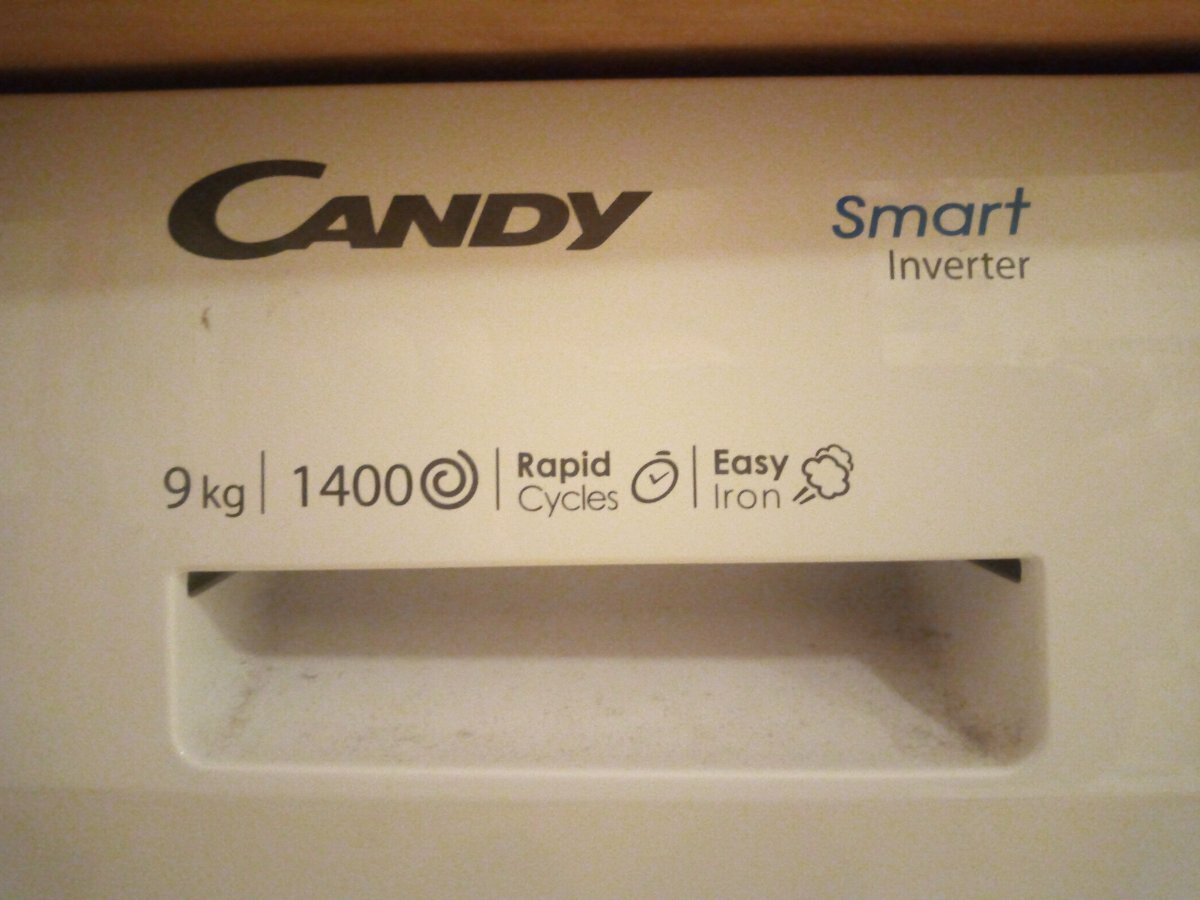 CANDY
Smart
Inverter
9 kg | 1400 | Rapid Cycles | Easy Iron